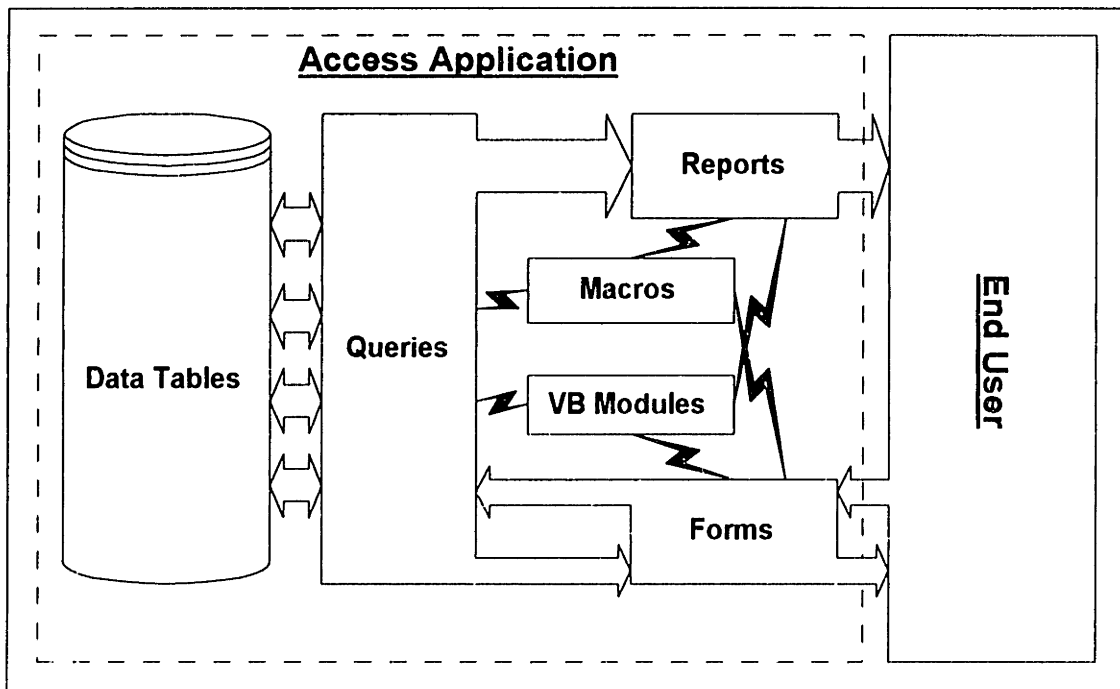 Access Application
Reports
Macros
Queries
Data Tables
VB Modules
Forms
End User